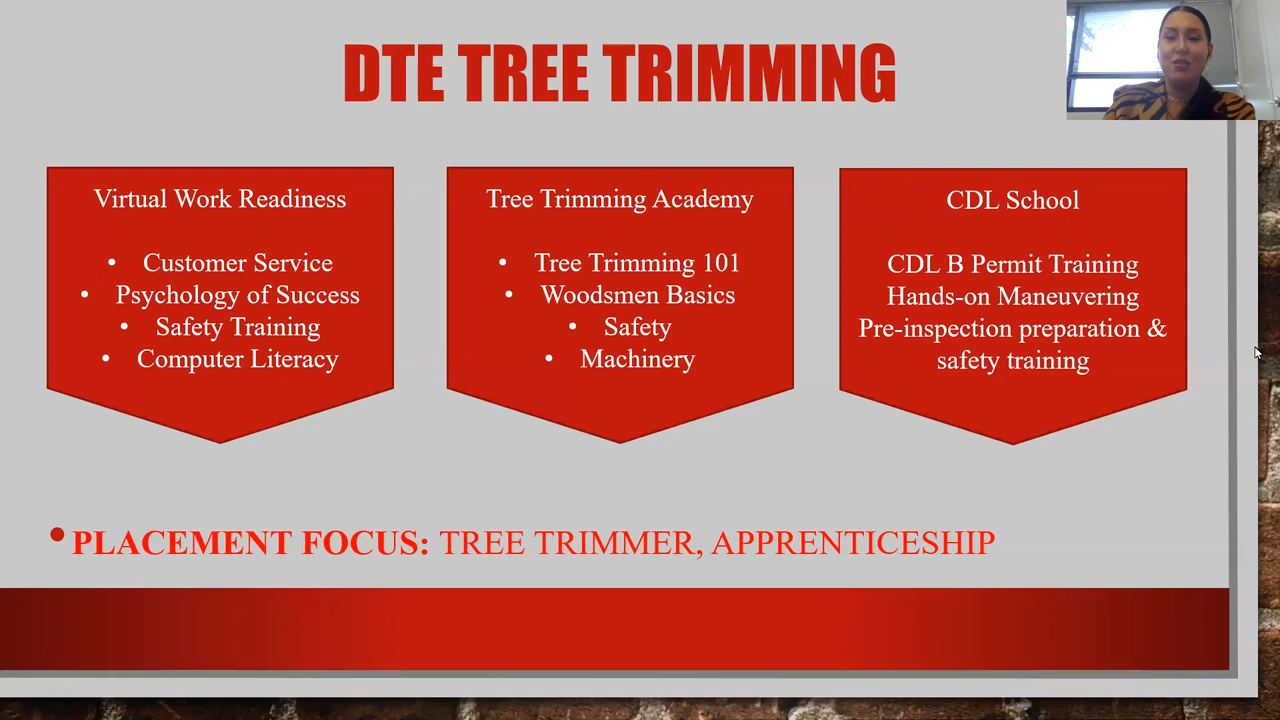 DTE TREE TRIMMING
Virtual Work Readiness
• Customer Service
• Psychology of Success
• Safety Training
• Computer Literacy
Tree Trimming Academy
• Tree Trimming 101
• Woodsmen Basics
• Safety
• Machinery
CDL School
CDL B Permit Training
Hands-on Maneuvering
Pre-inspection preparation &
safety training
• PLACEMENT FOCUS: TREE TRIMMER, APPRENTICESHIP